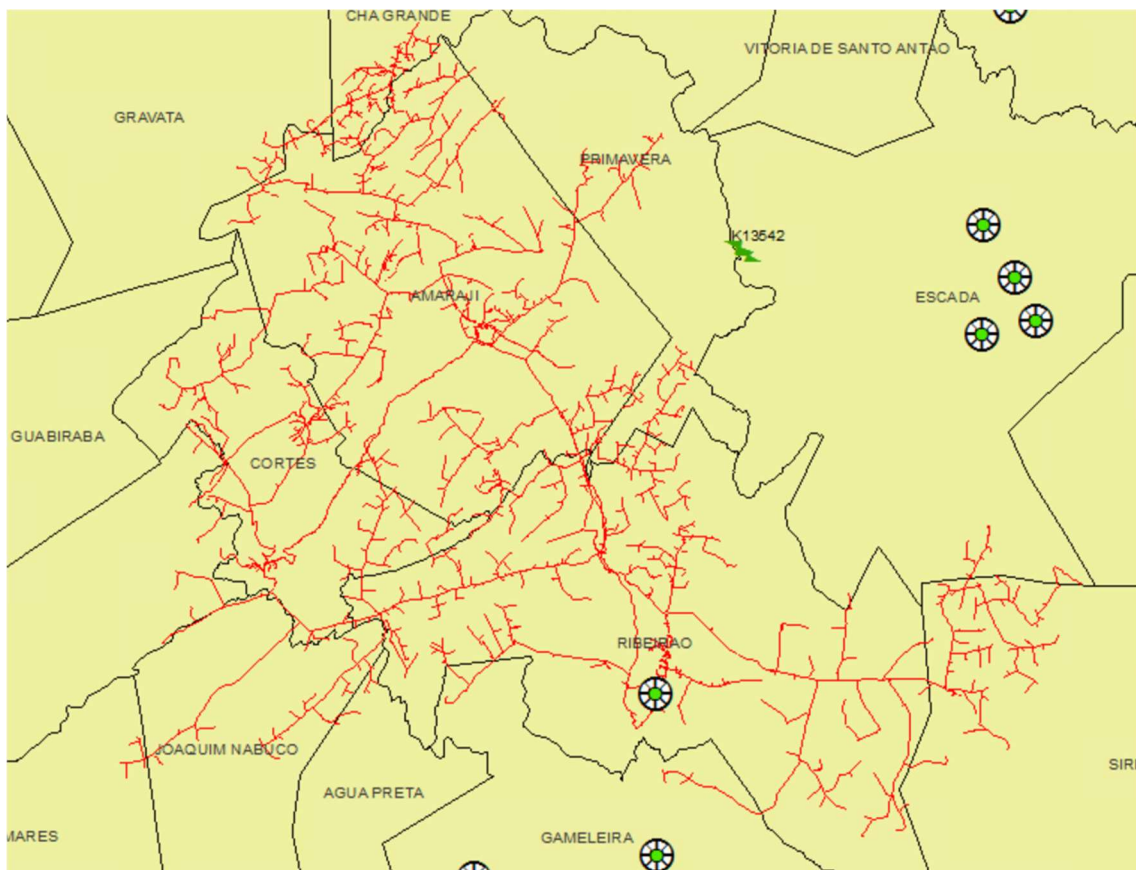 CHA GRANDE
VITORIA DE SANTO ANTAO
GRAVATA
PRIMAVERA
K13542
AMARAJI
ESCADA
GUABIRABA
CORTES
RIBEIRAO
JOAQUIM NABUCO
SIRI
AGUA PRETA
MARES
GAMELEIRA